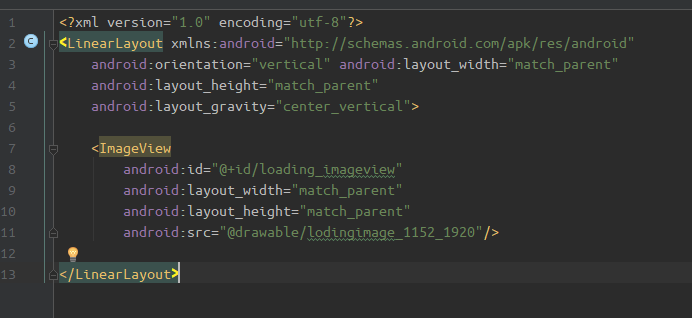 1 <?xml version="1.0" encoding="utf-8"?>
2 <LinearLayout xmlns:android="http://schemas.android.com/apk/res/android"
3 android:orientation="vertical" android:layout_width="match_parent"
4 android:layout_height="match_parent"
5 android:layout_gravity="center_vertical">
6
7 <ImageView
8 android:id="@+id/loading_imageview"
9 android:layout_width="match_parent"
10 android:layout_height="match_parent"
11 android:src="@drawable/lodingimage_1152_1920"/>
12
13 </LinearLayout>